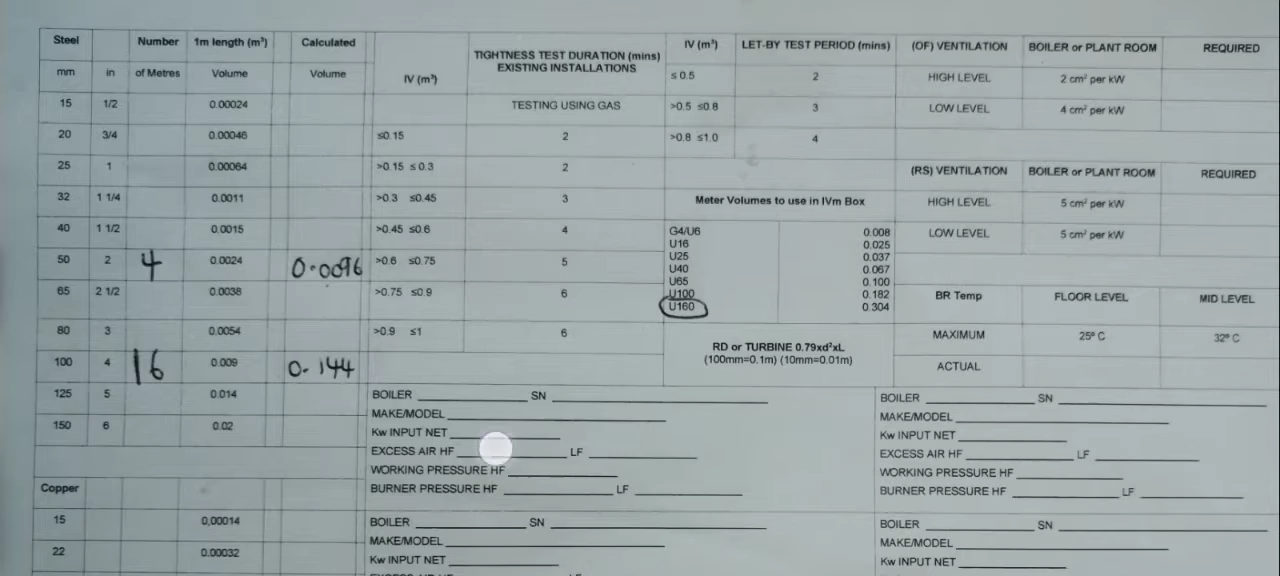 Steel Number 1m length (m³) Calculated
mm in of Metres Volume Volume
15 1/2 0.00024
20 3/4 0.00046
25 1 0.00064
32 1 1/4 0.0011
40 1 1/2 0.0015
50 2 4 0.0024 0.0096
65 2 1/2 0.0038
80 3 0.0054
100 4 16 0.009 0.144
125 5 0.014
150 6 0.02
Copper
15 0.00014
22 0.00032
IV (m³) TIGHTNESS TEST DURATION (mins)
EXISTING INSTALLATIONS
TESTING USING GAS
≤0.15 2
>0.15 ≤0.3 2
>0.3 ≤0.45 3
>0.45 ≤0.6 4
>0.6 ≤0.75 5
>0.75 ≤0.9 6
>0.9 ≤1 6
IV (m³) LET-BY TEST PERIOD (mins)
≤ 0.5 2
>0.5 ≤0.8 3
>0.8 ≤1.0 4
Meter Volumes to use in IVm Box
G4/U6 0.008
U16 0.025
U25 0.037
U40 0.067
U65 0.100
U100 0.182
U160 0.304
RD or TURBINE 0.79xd²xL
(100mm=0.1m) (10mm=0.01m)
(OF) VENTILATION BOILER or PLANT ROOM REQUIRED
HIGH LEVEL 2 cm² per kW
LOW LEVEL 4 cm² per kW
(RS) VENTILATION BOILER or PLANT ROOM REQUIRED
HIGH LEVEL 5 cm² per kW
LOW LEVEL 5 cm² per kW
BR Temp FLOOR LEVEL MID LEVEL
MAXIMUM 25º C 32º C
ACTUAL
BOILER SN
MAKE/MODEL
Kw INPUT NET
EXCESS AIR HF LF
WORKING PRESSURE HF
BURNER PRESSURE HF LF
BOILER SN
MAKE/MODEL
Kw INPUT NET
EXCESS AIR HF LF
WORKING PRESSURE HF
BURNER PRESSURE HF LF
BOILER SN
MAKE/MODEL
Kw INPUT NET
BOILER SN
MAKE/MODEL
Kw INPUT NET